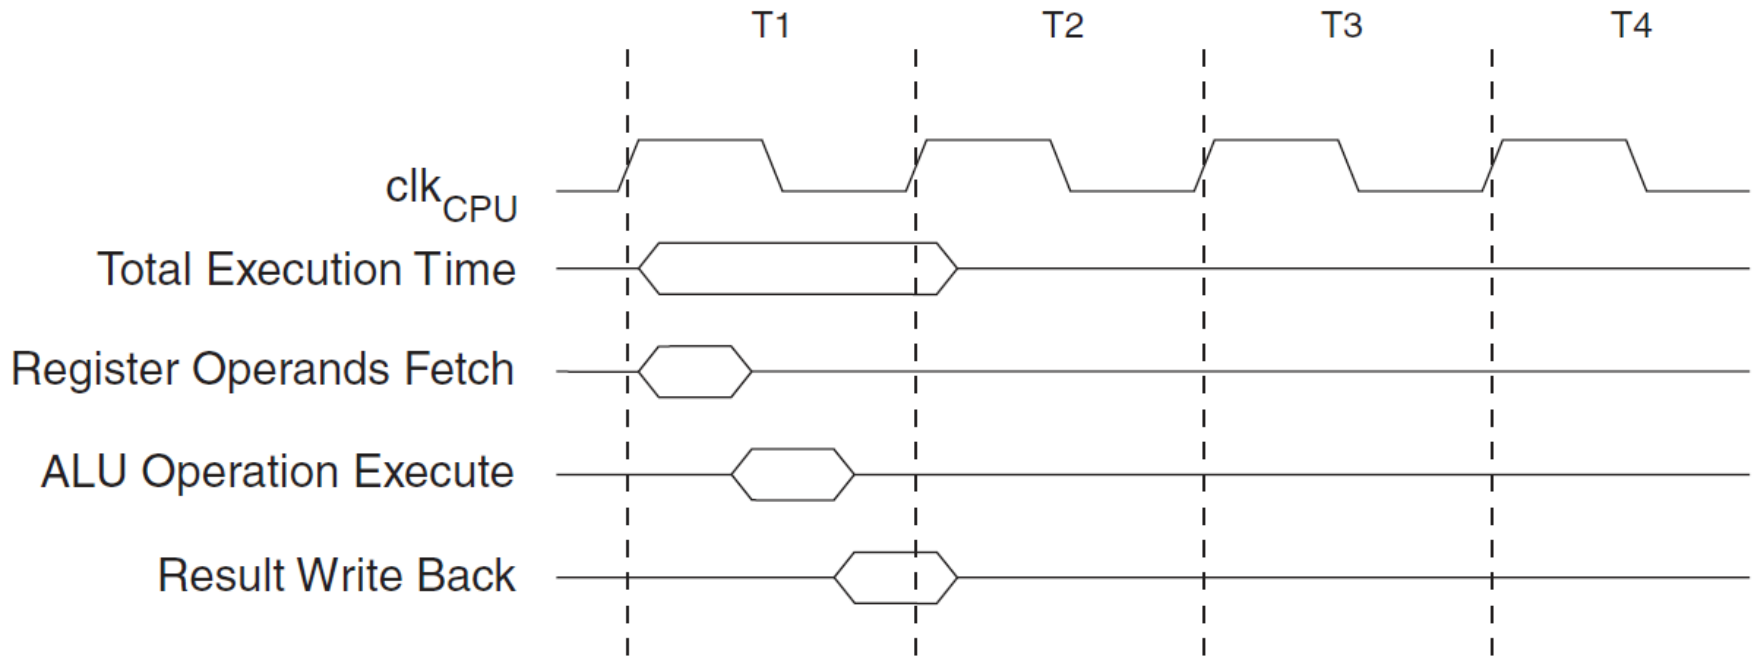 T1 T2 T3 T4
clkCPU
Total Execution Time
Register Operands Fetch
ALU Operation Execute
Result Write Back